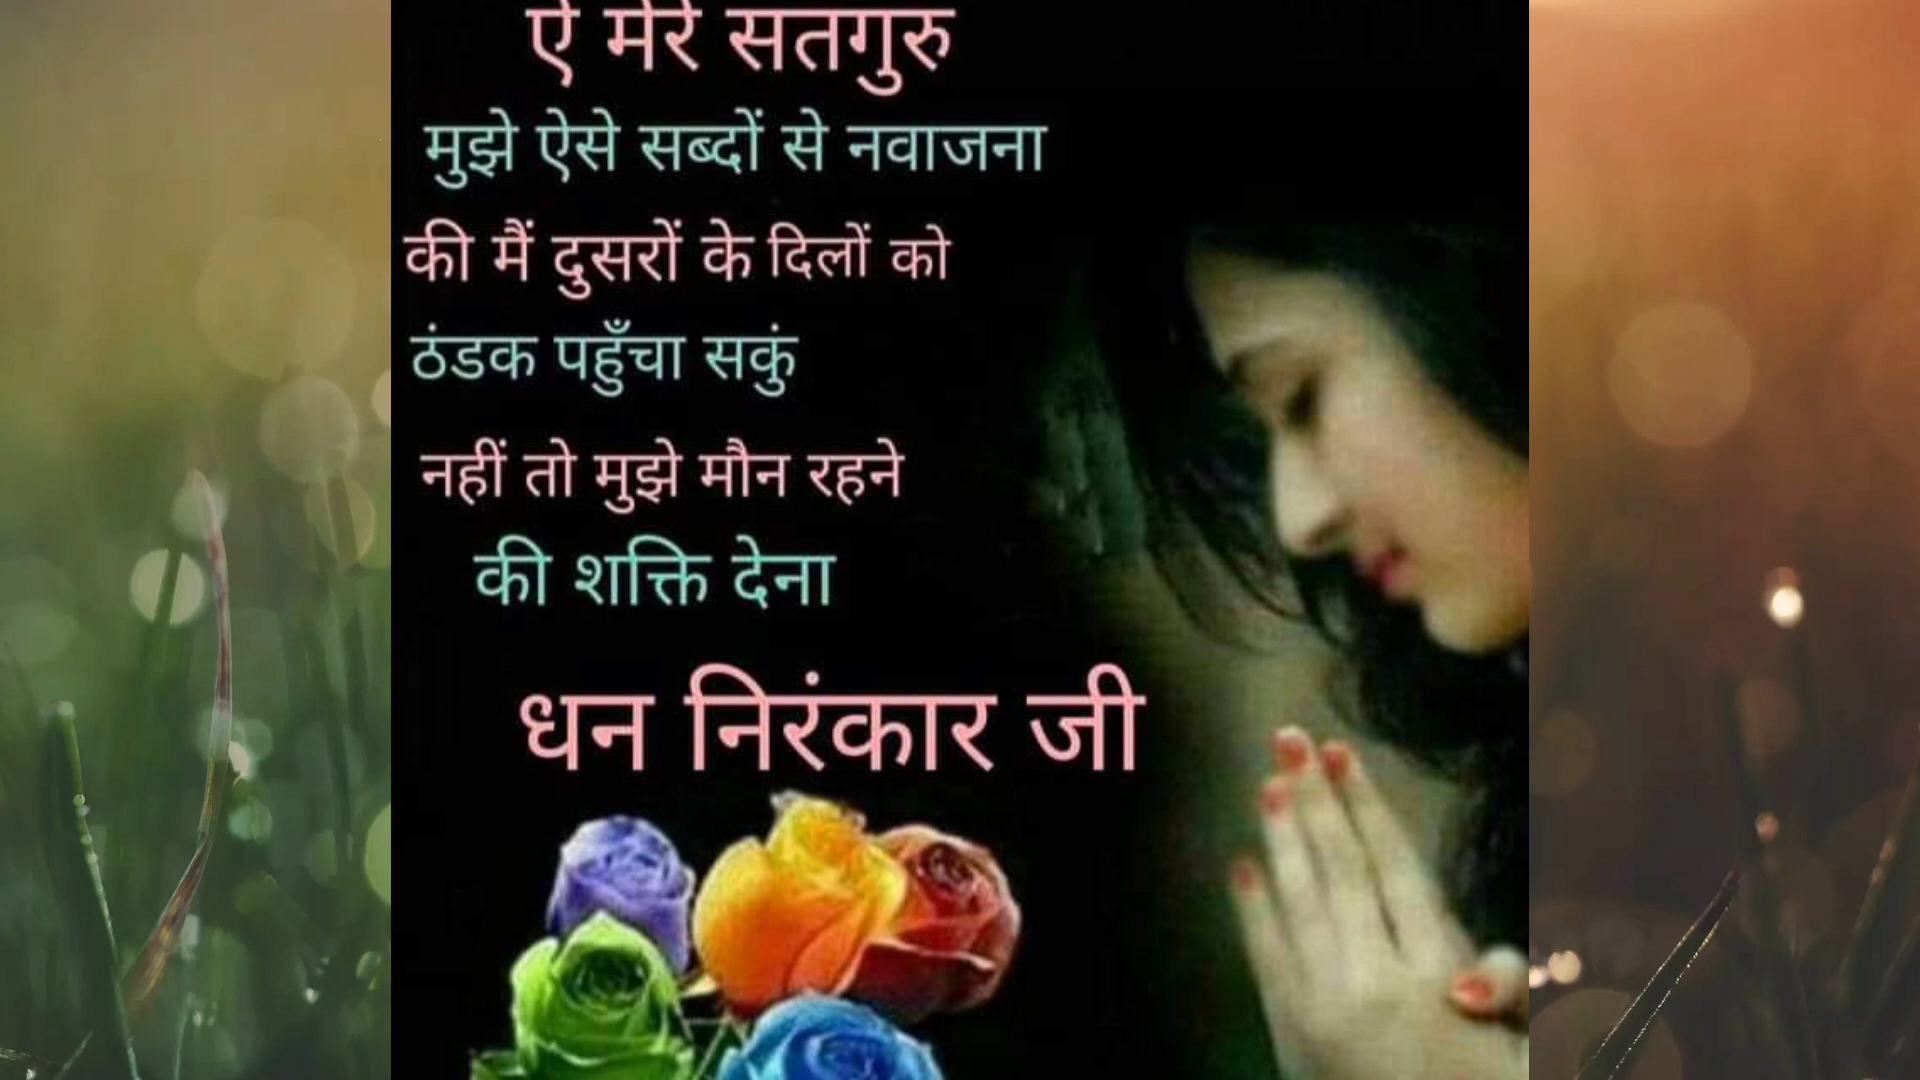 ऐ मेरे सतगुरु
मुझे ऐसे सब्दों से नवाजना
की मैं दुसरों के दिलों को
ठंडक पहुँचा सकुं
नहीं तो मुझे मौन रहने
की शक्ति देना
धन निरंकार जी